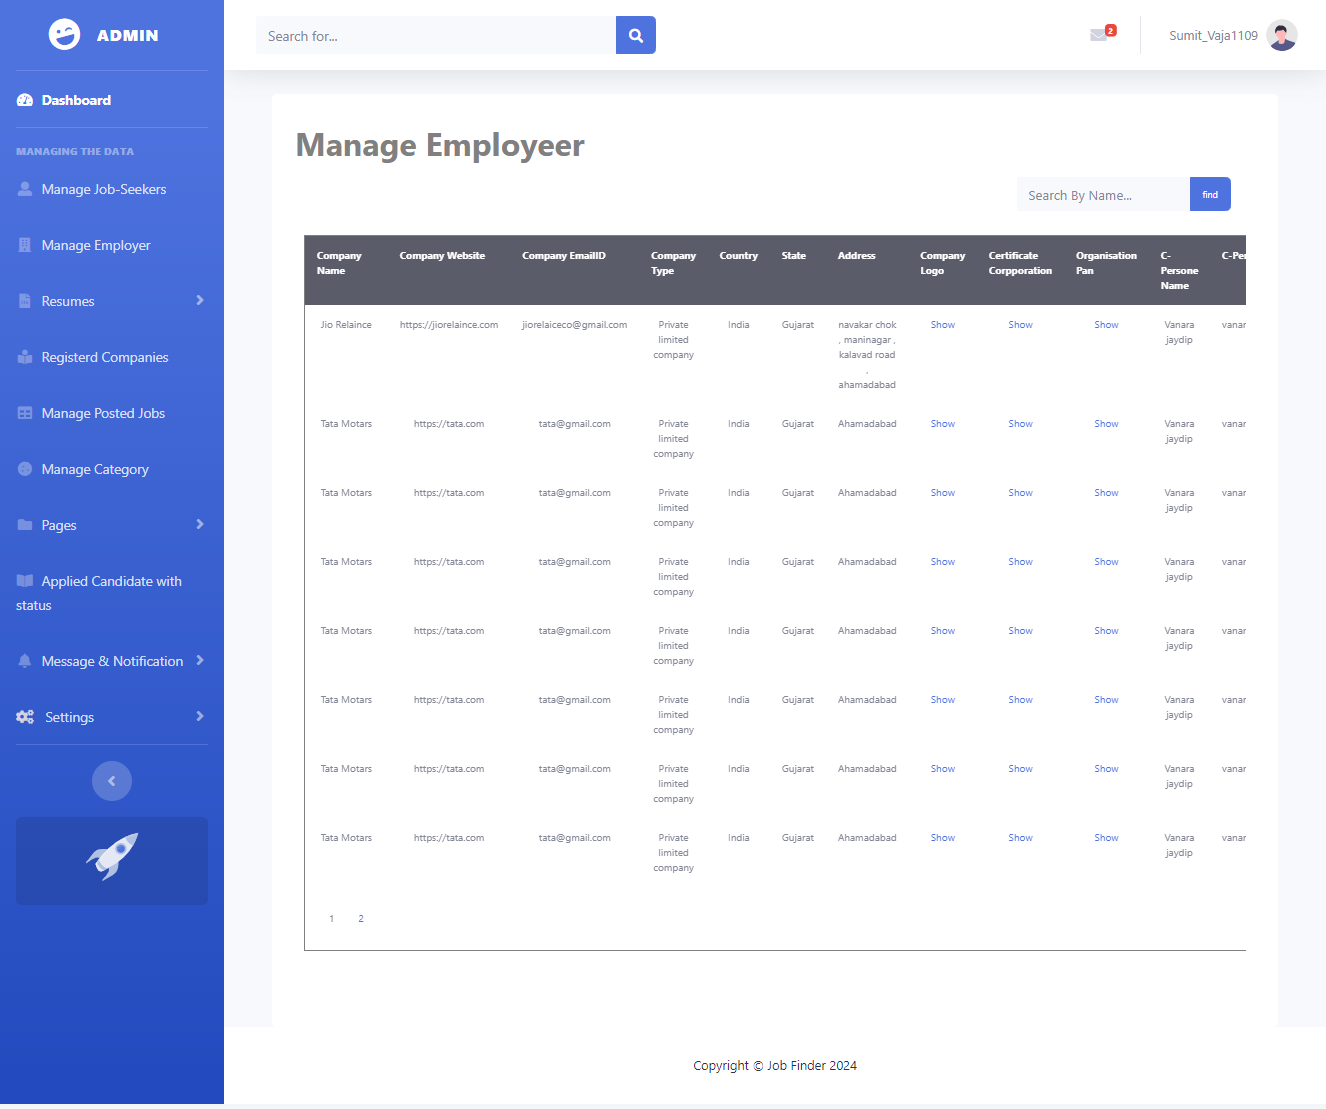 ADMIN
Search for...
2
Sumit_Vaja1109
Dashboard
MANAGING THE DATA
Manage Job-Seekers
Manage Employer
Resumes
Registerd Companies
Manage Posted Jobs
Manage Category
Pages
Applied Candidate with
status
Message & Notification
Settings
Manage Employeer
Search By Name...
find
Company Name Company Website Company EmailID Company Type Country State Address Company Logo Certificate Corpporation Organisation Pan C-Persone Name C-Per
Jio Relaince https://jiorelaince.com jiorelaiceco@gmail.com Private limited company India Gujarat navakar chok , maninagar , kalavad road , ahamadabad Show Show Show Vanara jaydip vanar
Tata Motars https://tata.com tata@gmail.com Private limited company India Gujarat Ahamadabad Show Show Show Vanara jaydip vanar
Tata Motars https://tata.com tata@gmail.com Private limited company India Gujarat Ahamadabad Show Show Show Vanara jaydip vanar
Tata Motars https://tata.com tata@gmail.com Private limited company India Gujarat Ahamadabad Show Show Show Vanara jaydip vanar
Tata Motars https://tata.com tata@gmail.com Private limited company India Gujarat Ahamadabad Show Show Show Vanara jaydip vanar
Tata Motars https://tata.com tata@gmail.com Private limited company India Gujarat Ahamadabad Show Show Show Vanara jaydip vanar
Tata Motars https://tata.com tata@gmail.com Private limited company India Gujarat Ahamadabad Show Show Show Vanara jaydip vanar
Tata Motars https://tata.com tata@gmail.com Private limited company India Gujarat Ahamadabad Show Show Show Vanara jaydip vanar
1 2
Copyright © Job Finder 2024